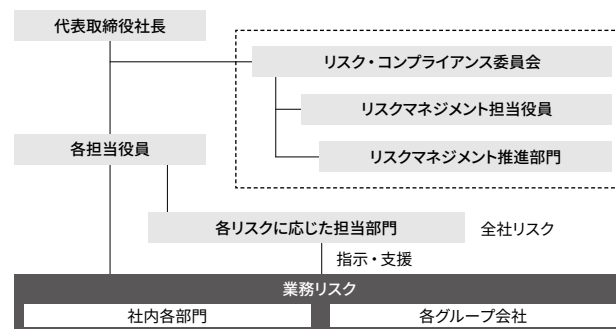 代表取締役社長
リスク・コンプライアンス委員会
リスクマネジメント担当役員
各担当役員
リスクマネジメント推進部門
各リスクに応じた担当部門
全社リスク
指示・支援
業務リスク
社内各部門
各グループ会社